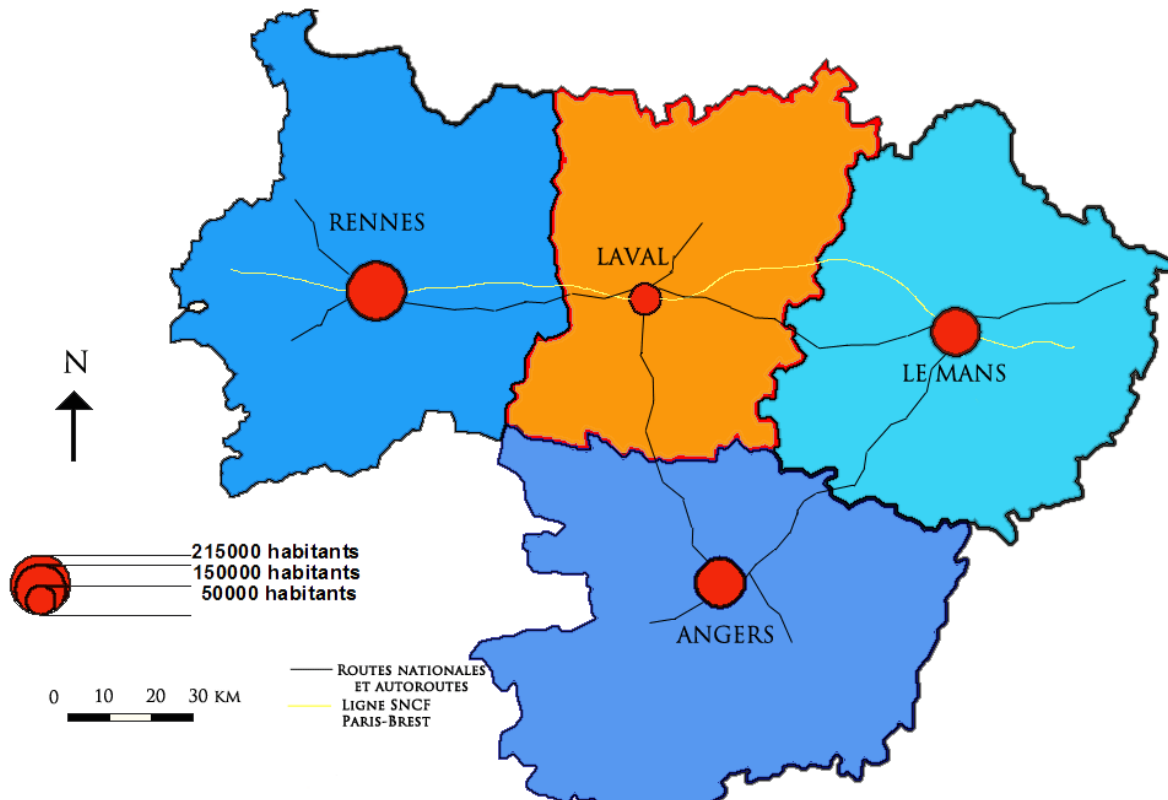 RENNES
LAVAL
LE MANS
N
215000 habitants
150000 habitants
50000 habitants
ANGERS
Routes nationales
et autoroutes
0 10 20 30 km
Ligne SNCF
Paris-Brest